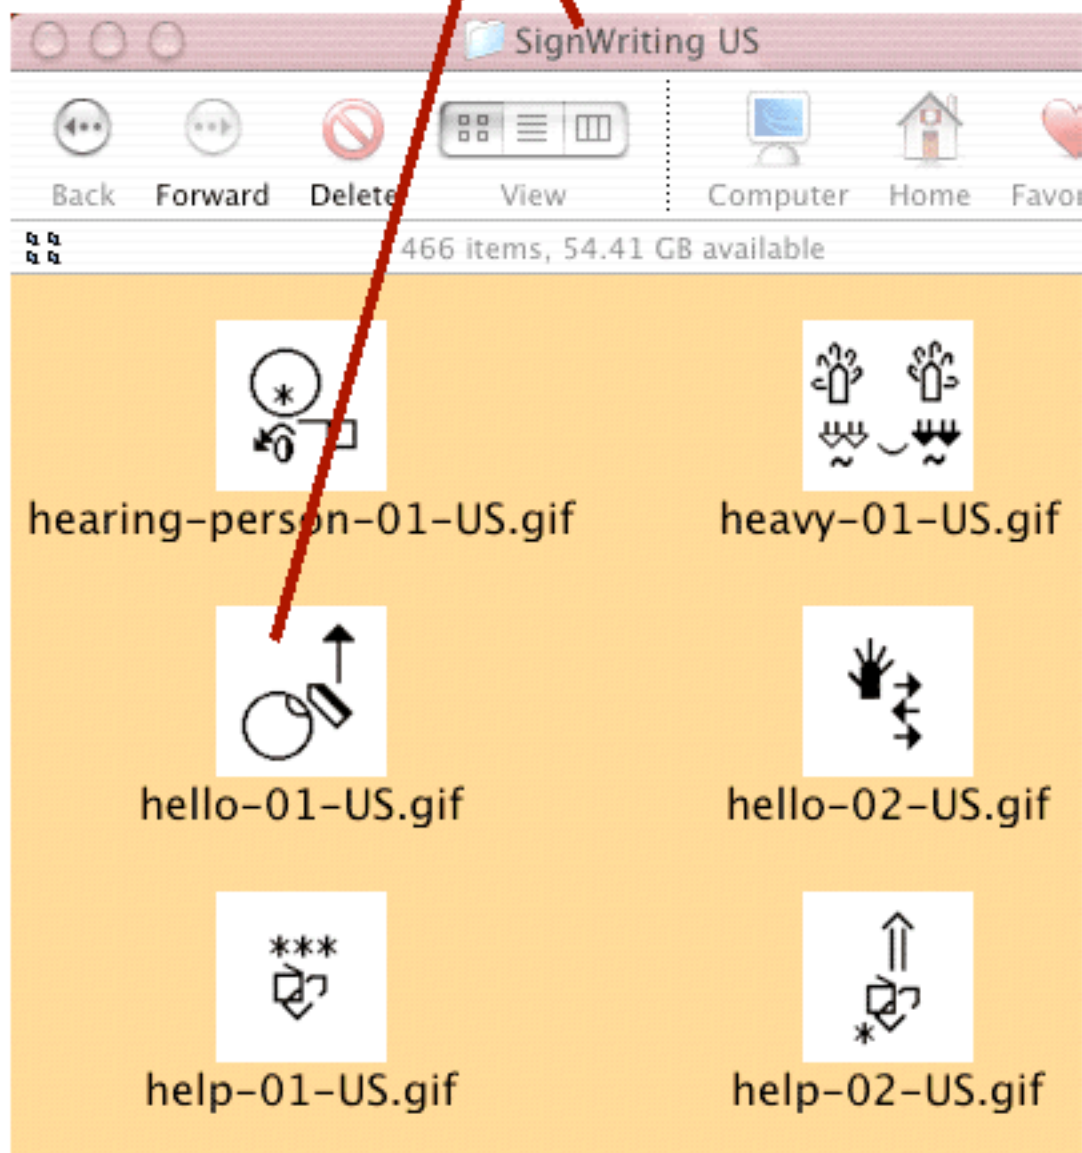 SignWriting US
Back Forward Delete View Computer Home
466 items, 54.41 GB available
hearing-person-01-US.gif heavy-01-US.gif
hello-01-US.gif hello-02-US.gif
help-01-US.gif help-02-US.gif